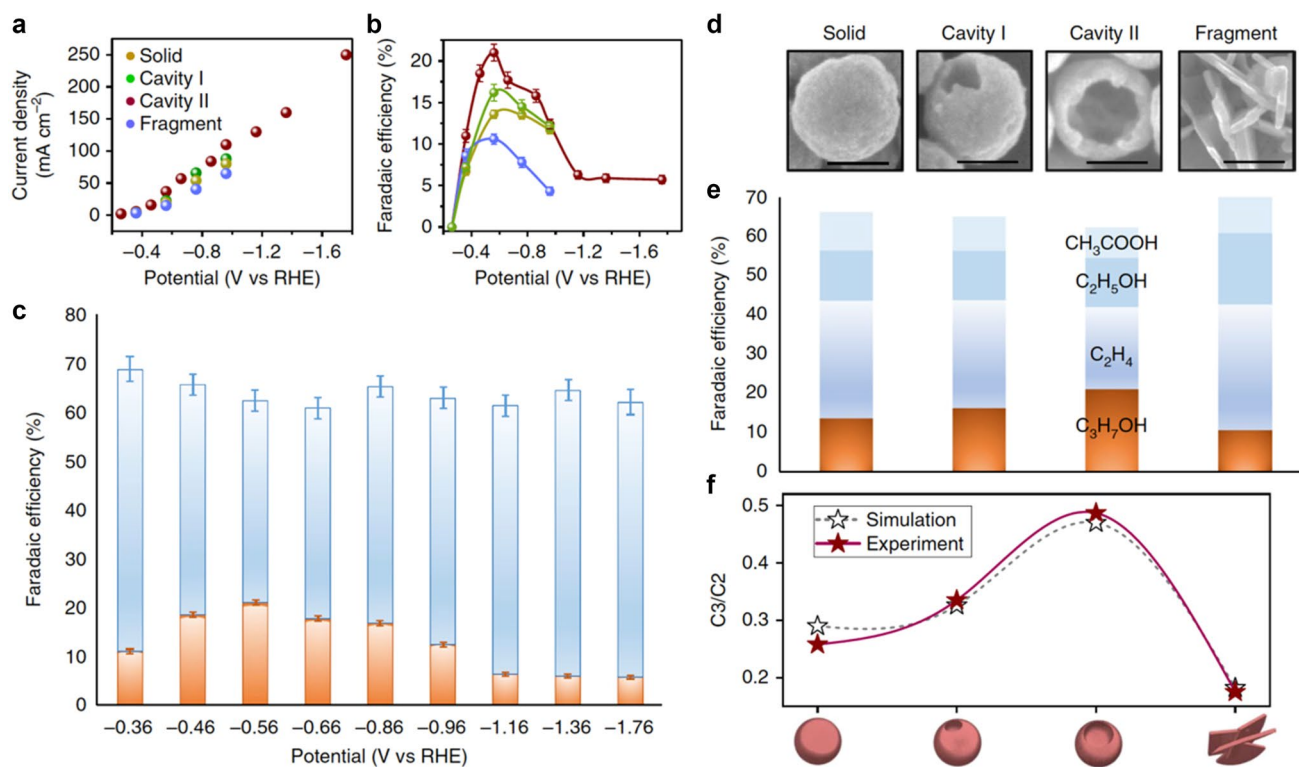 a
Current density
(mA cm⁻²)
250
200
150
100
50
0
Solid
Cavity I
Cavity II
Fragment
−0.4
−0.8
−1.2
−1.6
Potential (V vs RHE)
b
Faradaic efficiency (%)
20
15
10
5
0
−0.4
−0.8
−1.2
−1.6
Potential (V vs RHE)
c
Faradaic efficiency (%)
80
70
60
50
40
30
20
10
0
−0.36
−0.46
−0.56
−0.66
−0.86
−0.96
−1.16
−1.36
−1.76
Potential (V vs RHE)
d
Solid
Cavity I
Cavity II
Fragment
e
Faradaic efficiency (%)
70
60
50
40
30
20
10
0
CH₃COOH
C₂H₅OH
C₂H₄
C₃H₇OH
f
C3/C2
0.5
0.4
0.3
0.2
Simulation
Experiment